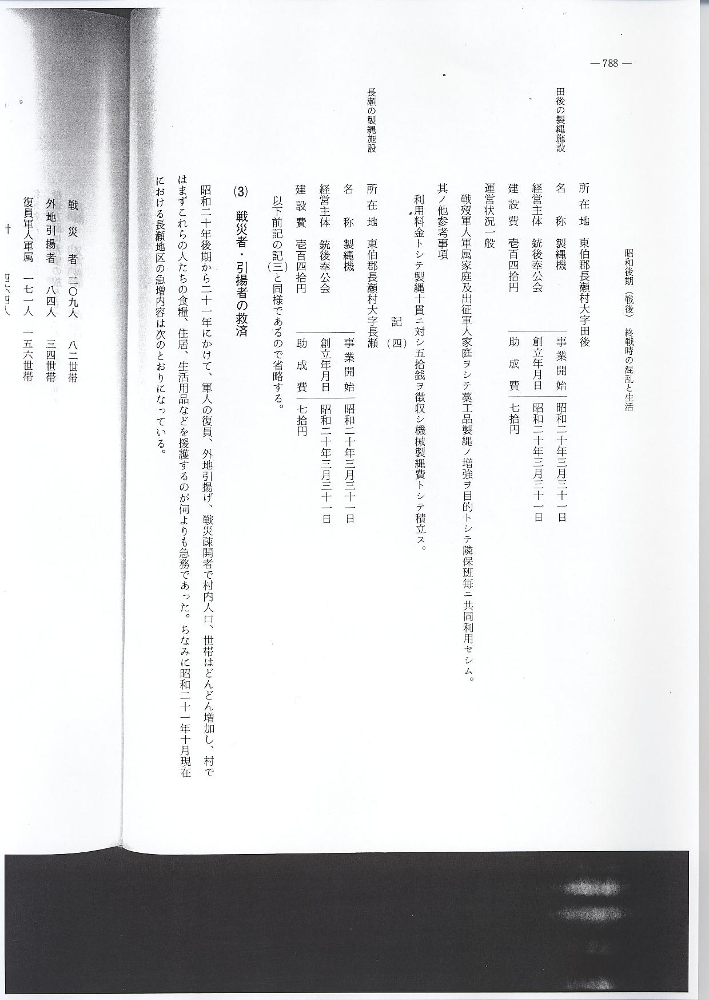 ― 788 ―
昭和後期（戦後） 終戦時の混乱と生活
所在地 東伯郡長瀬村大字田後
田後の製縄施設
名称 製縄機 事業開始 昭和二十年三月三十一日
経営主体 銃後奉公会 創立年月日 昭和二十年三月三十一日
建設費 壱百四拾円 助成費 七拾円
運営状況一般
戦歿軍人軍属家庭及出征軍人家庭ヲシテ藁工品製縄ノ増強ヲ目的トシテ隣保班毎ニ共同利用セシム。
其ノ他参考事項
利用料金トシテ製縄十貫ニ対シ五拾銭ヲ徴収シ機械製縄費トシテ積立ス。
記（四）
長瀬の製縄施設
所在地 東伯郡長瀬村大字長瀬
名称 製縄機 事業開始 昭和二十年三月三十一日
経営主体 銃後奉公会 創立年月日 昭和二十年三月三十一日
建設費 壱百四拾円 助成費 七拾円
以下前記の記（三）と同様であるので省略する。
(3) 戦災者・引揚者の救済
昭和二十年後期から二十一年にかけて、軍人の復員、外地引揚げ、戦災疎開者で村内人口、世帯はどんどん増加し、村で
はまずこれらの人たちの食糧、住居、生活用品などを援護するのが何よりも急務であった。ちなみに昭和二十一年十月現在
における長瀬地区の急増内容は次のとおりになっている。
戦災者 二〇九人 八二世帯
外地引揚者 八四人 三四世帯
復員軍人軍属 一七一人 一五六世帯
四六四人